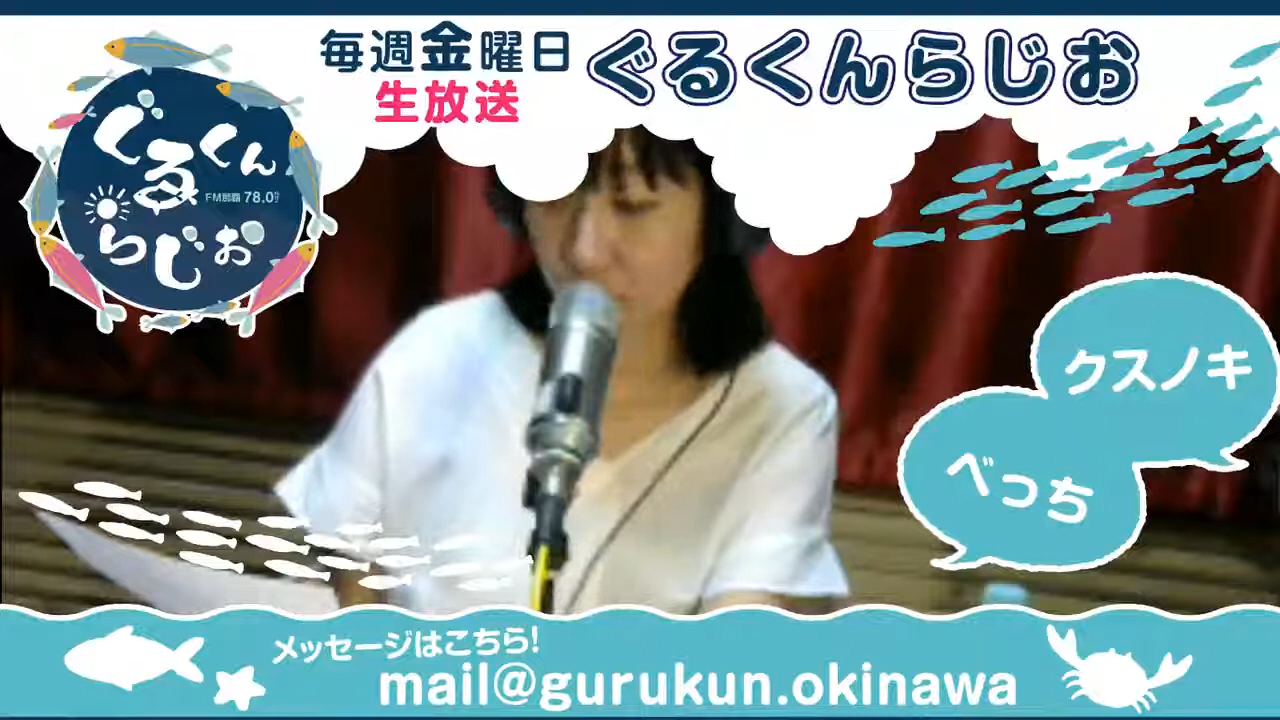 毎週金曜日
生放送
ぐるくんらじお
ぐるくん
FM那覇 78.0
らじお
クスノキ
べっち
メッセージはこちら!
mail@gurukun.okinawa